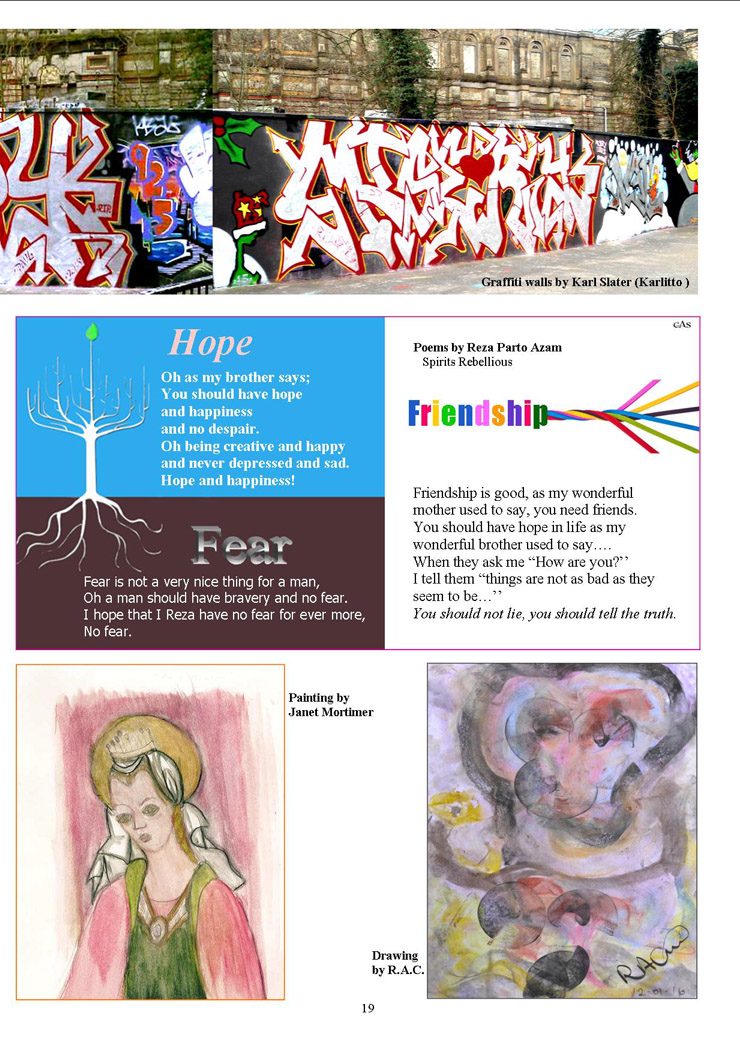 925
Graffiti walls by Karl Slater (Karlitto )
Hope
Oh as my brother says;
You should have hope
and happiness
and no despair.
Oh being creative and happy
and never depressed and sad.
Hope and happiness!
Fear
Fear is not a very nice thing for a man,
Oh a man should have bravery and no fear.
I hope that I Reza have no fear for ever more,
No fear.
cAs
Poems by Reza Parto Azam
Spirits Rebellious
Friendship
Friendship is good, as my wonderful
mother used to say, you need friends.
You should have hope in life as my
wonderful brother used to say….
When they ask me “How are you?’’
I tell them “things are not as bad as they
seem to be…’’
You should not lie, you should tell the truth.
Painting by
Janet Mortimer
Drawing
by R.A.C.
12-01-16
19